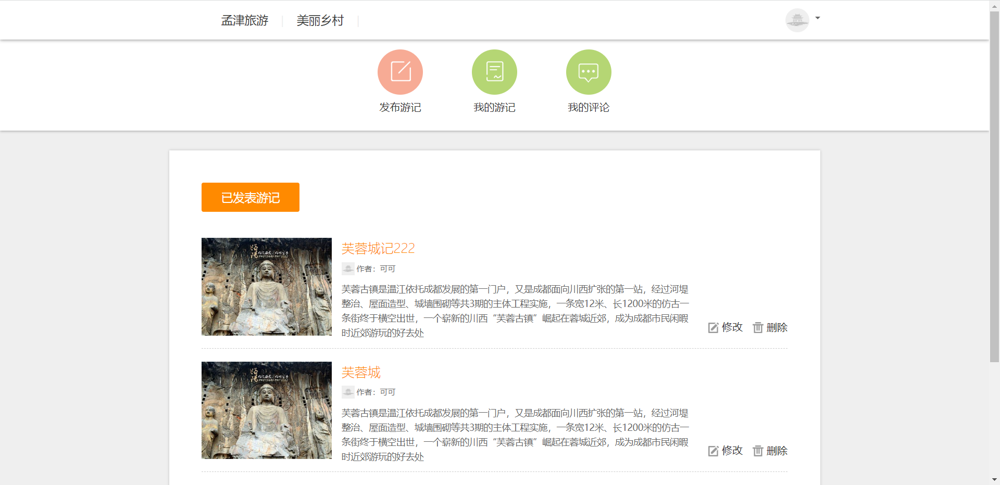 孟津旅游
美丽乡村
发布游记
我的游记
我的评论
已发表游记
洛陽
PHOTOGRAPHY 2012
芙蓉城记222
作者：可可
芙蓉古镇是温江依托成都发展的第一门户，又是成都面向川西扩张的第一站，经过河堤
整治、屋面造型、城墙围砌等共3期的主体工程实施，一条宽12米、长1200米的仿古一
条街终于横空出世，一个崭新的川西“芙蓉古镇”崛起在蓉城近郊，成为成都市民闲暇
时近郊游玩的好去处
修改
删除
洛陽
PHOTOGRAPHY 2012
芙蓉城
作者：可可
芙蓉古镇是温江依托成都发展的第一门户，又是成都面向川西扩张的第一站，经过河堤
整治、屋面造型、城墙围砌等共3期的主体工程实施，一条宽12米、长1200米的仿古一
条街终于横空出世，一个崭新的川西“芙蓉古镇”崛起在蓉城近郊，成为成都市民闲暇
时近郊游玩的好去处
修改
删除